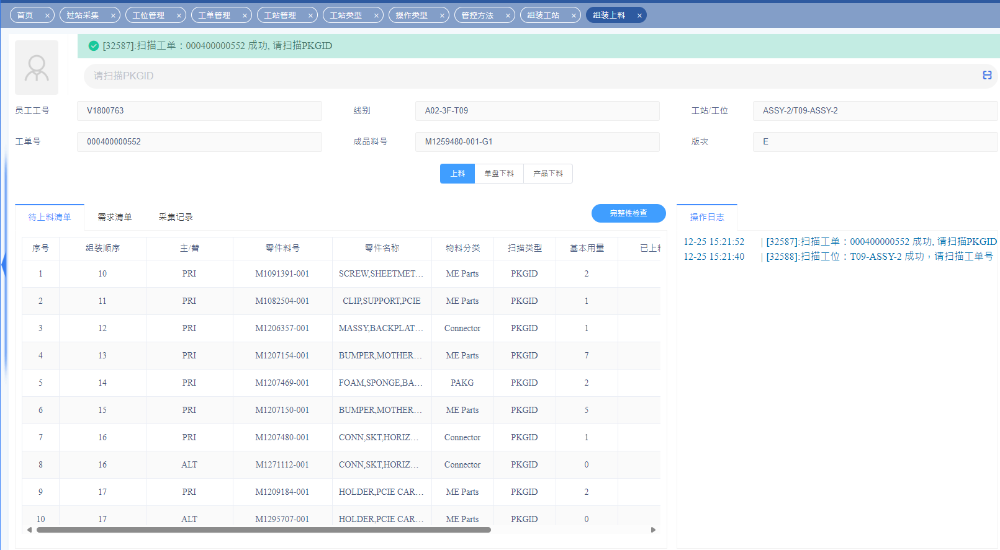 首页 × 过站采集 × 工位管理 × 工单管理 × 工站管理 × 工站类型 × 操作类型 × 管控方法 × 组装工站 × 组装上料 ×
[32587]:扫描工单：000400000552 成功, 请扫描PKGID
请扫描PKGID
员工工号 V1800763 线别 A02-3F-T09 工站/工位 ASSY-2/T09-ASSY-2
工单号 000400000552 成品料号 M1259480-001-G1 版次 E
上料 单盘下料 产品下料
待上料清单 需求清单 采集记录 完整性检查 操作日志
12-25 15:21:52 | [32587]:扫描工单：000400000552 成功, 请扫描PKGID
12-25 15:21:40 | [32588]:扫描工位：T09-ASSY-2 成功，请扫描工单号
序号 组装顺序 主/替 零件料号 零件名称 物料分类 扫描类型 基本用量 已上
1 10 PRI M1091391-001 SCREW,SHEETMET... ME Parts PKGID 2
2 11 PRI M1082504-001 CLIP,SUPPORT,PCIE ME Parts PKGID 1
3 12 PRI M1206357-001 MASSY,BACKPLAT... Connector PKGID 1
4 13 PRI M1207154-001 BUMPER,MOTHER... ME Parts PKGID 7
5 14 PRI M1207469-001 FOAM,SPONGE,BA... PAKG PKGID 2
6 15 PRI M1207150-001 BUMPER,MOTHER... ME Parts PKGID 5
7 16 PRI M1207480-001 CONN,SKT,HORIZ... Connector PKGID 1
8 16 ALT M1271112-001 CONN,SKT,HORIZ... Connector PKGID 0
9 17 PRI M1209184-001 HOLDER,PCIE CAR... ME Parts PKGID 2
10 17 ALT M1295707-001 HOLDER,PCIE CAR... ME Parts PKGID 0